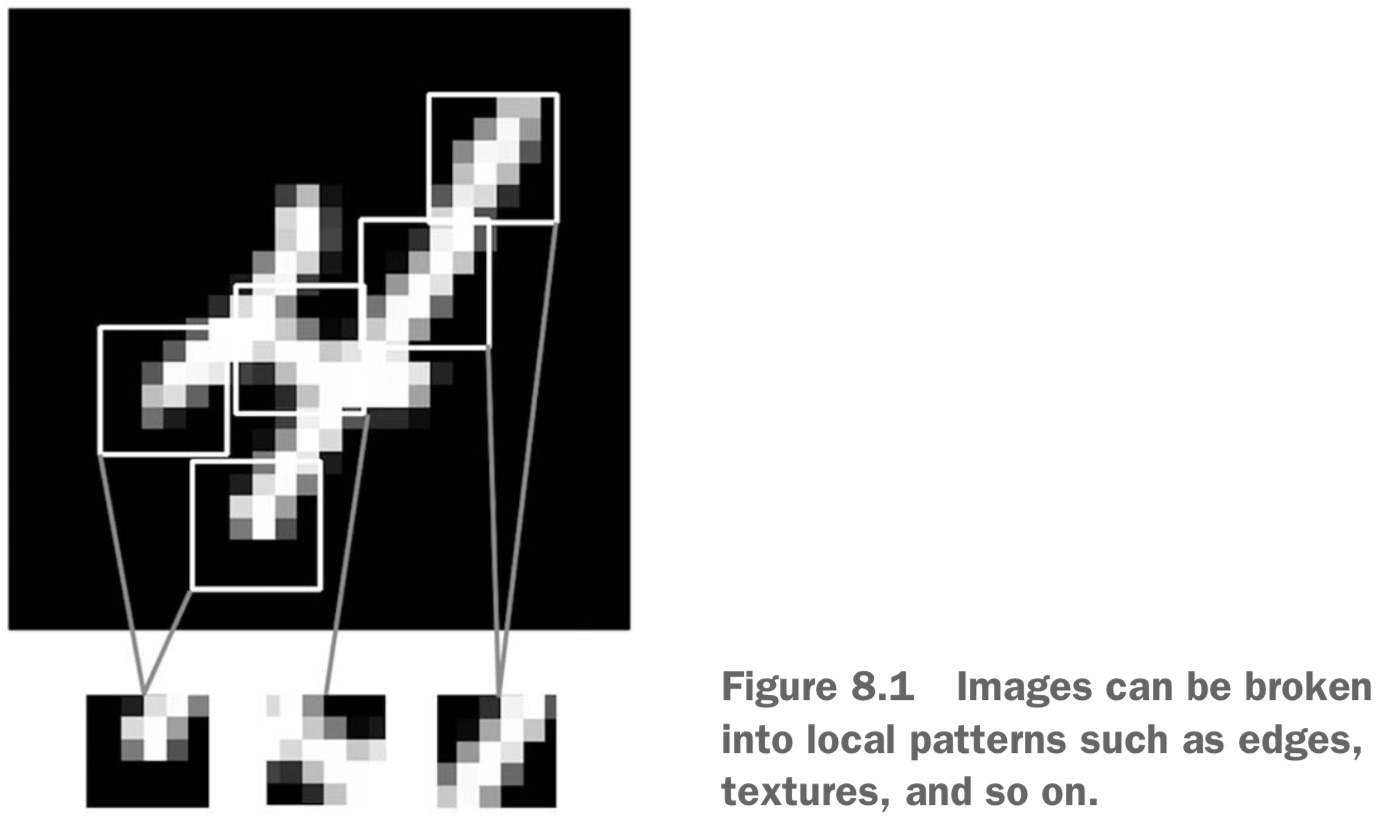 Figure 8.1 Images can be broken
into local patterns such as edges,
textures, and so on.